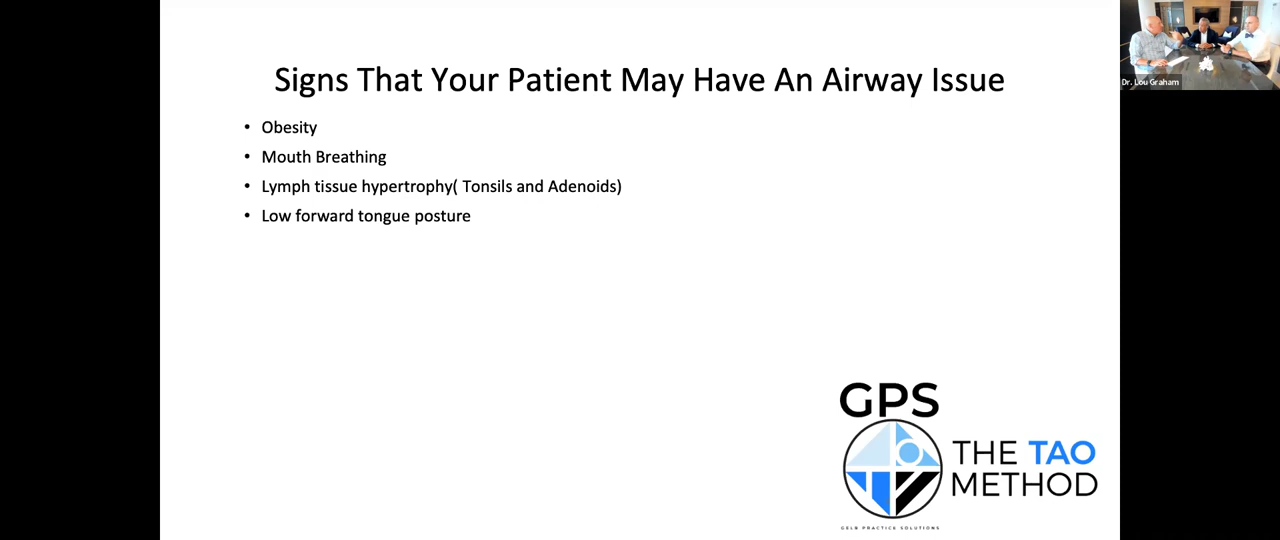 Signs That Your Patient May Have An Airway Issue
• Obesity
• Mouth Breathing
• Lymph tissue hypertrophy( Tonsils and Adenoids)
• Low forward tongue posture
Dr. Lou Graham
GPS
THE TAO
METHOD
GELB PRACTICE SOLUTIONS